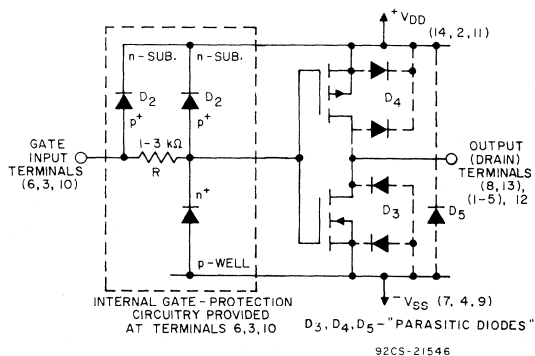 + VDD
(14, 2, 11)
n-SUB. n-SUB.
D2 D2
p+ p+
D4
GATE
INPUT
TERMINALS
(6,3,10)
1-3 kΩ
R
OUTPUT
(DRAIN)
TERMINALS
(8,13),
(1-5), 12
n+
D3
D5
p-WELL
INTERNAL GATE-PROTECTION
CIRCUITRY PROVIDED
AT TERMINALS 6,3,10
-VSS (7, 4, 9)
D3, D4, D5-"PARASITIC DIODES"
92CS-21546